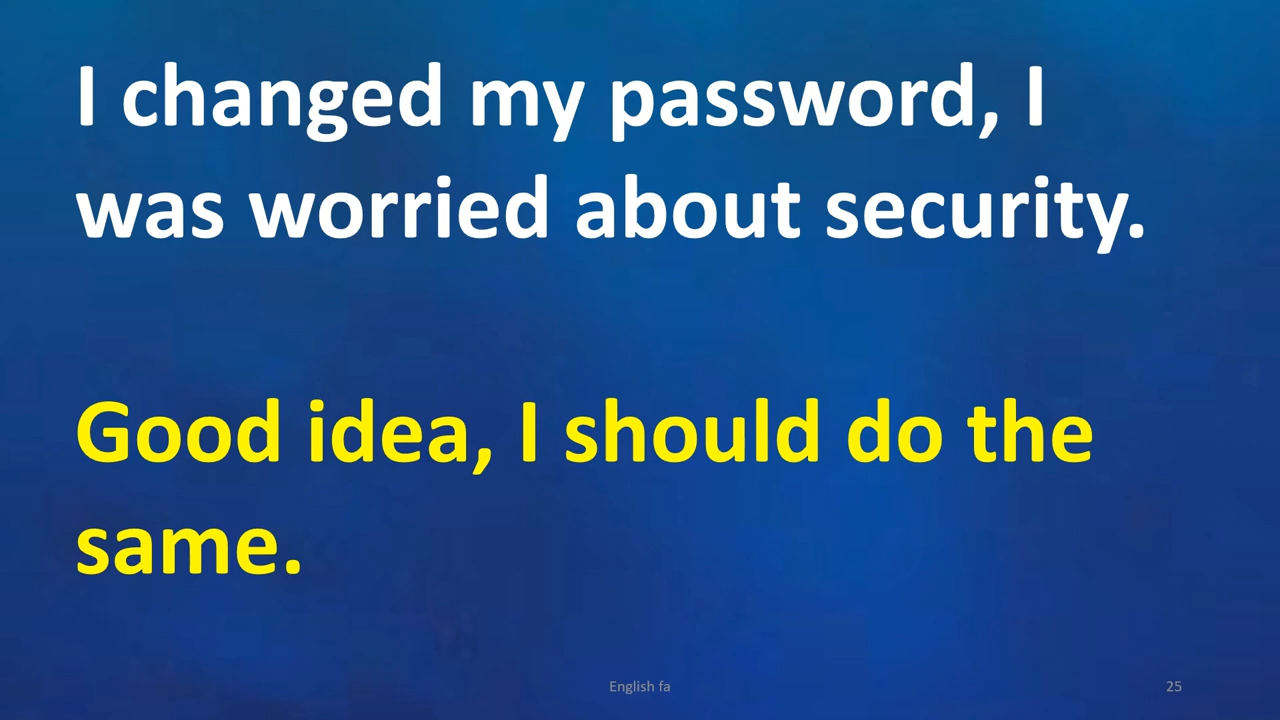 I changed my password, I
was worried about security.
Good idea, I should do the
same.
English fa
25